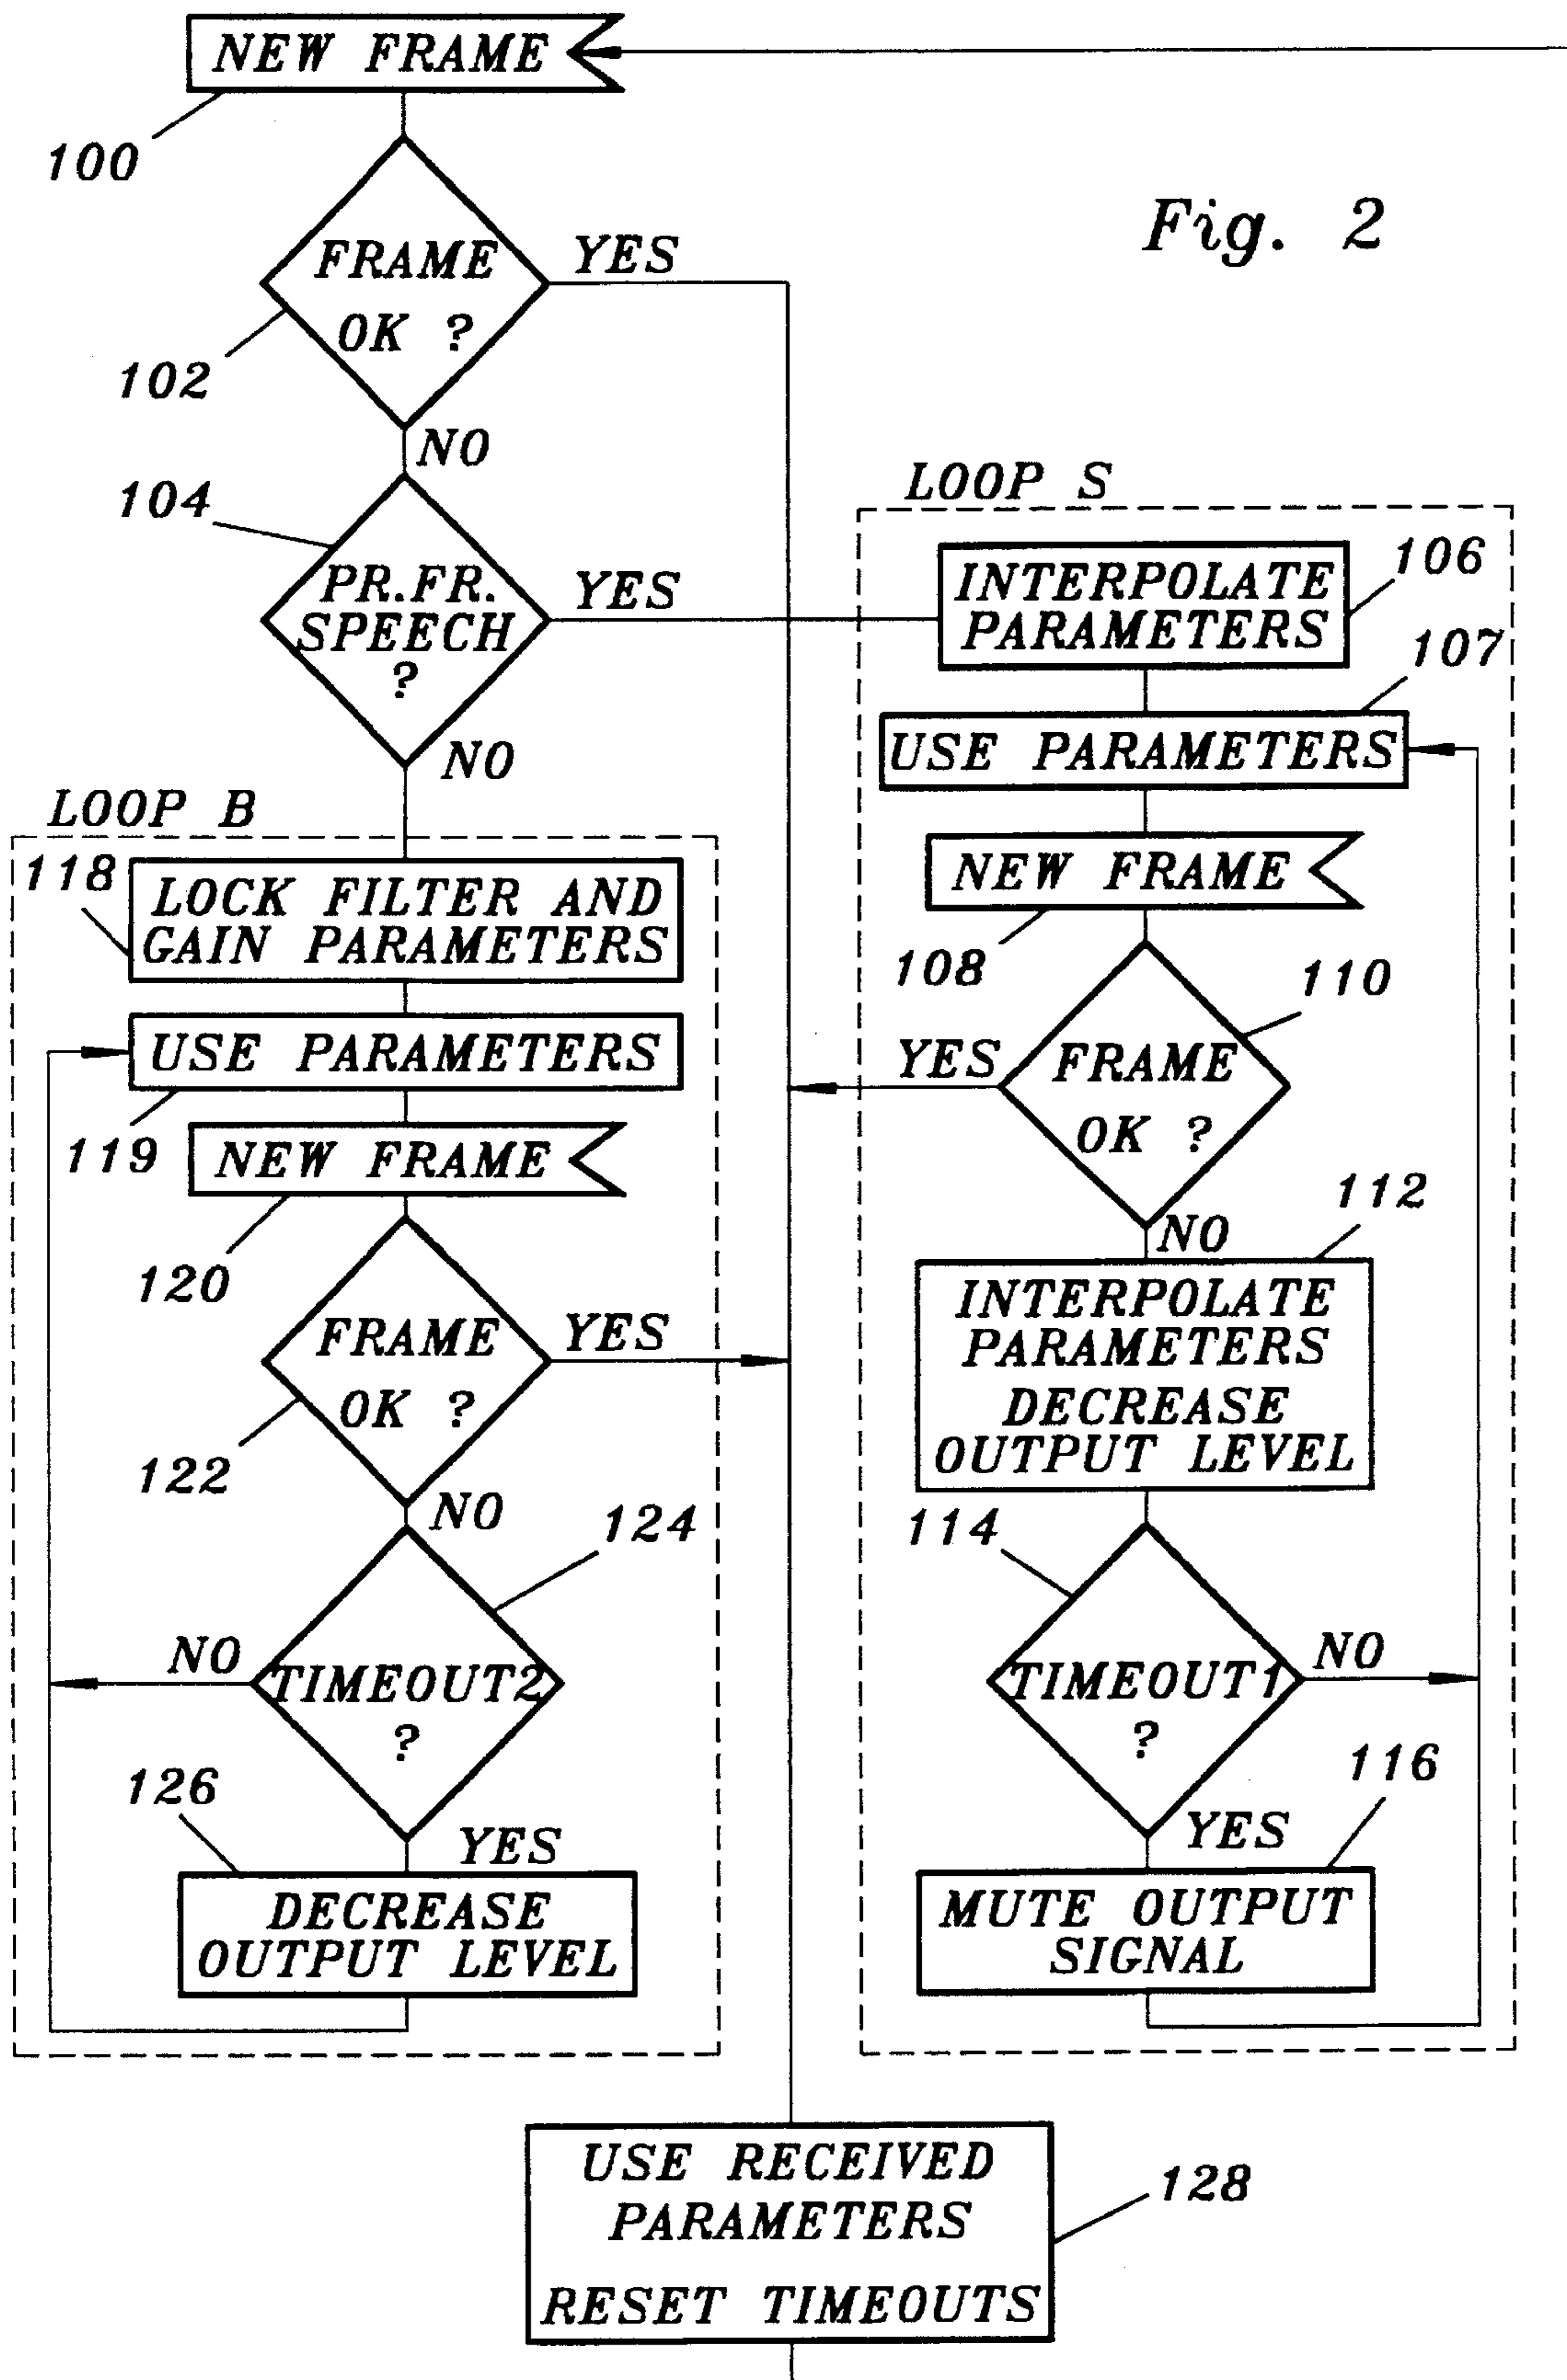 NEW FRAME
100
Fig. 2
FRAME
OK ?
YES
102
NO
104
PR.FR.
SPEECH
?
YES
NO
LOOP S
INTERPOLATE
PARAMETERS
106
107
USE PARAMETERS
NEW FRAME
108
110
YES
FRAME
OK ?
NO
112
INTERPOLATE
PARAMETERS
DECREASE
OUTPUT LEVEL
114
TIMEOUT1
?
NO
116
YES
MUTE OUTPUT
SIGNAL
LOOP B
118
LOCK FILTER AND
GAIN PARAMETERS
USE PARAMETERS
119
NEW FRAME
120
FRAME
OK ?
YES
122
NO
124
NO
TIMEOUT2
?
126
YES
DECREASE
OUTPUT LEVEL
USE RECEIVED
PARAMETERS
RESET TIMEOUTS
128